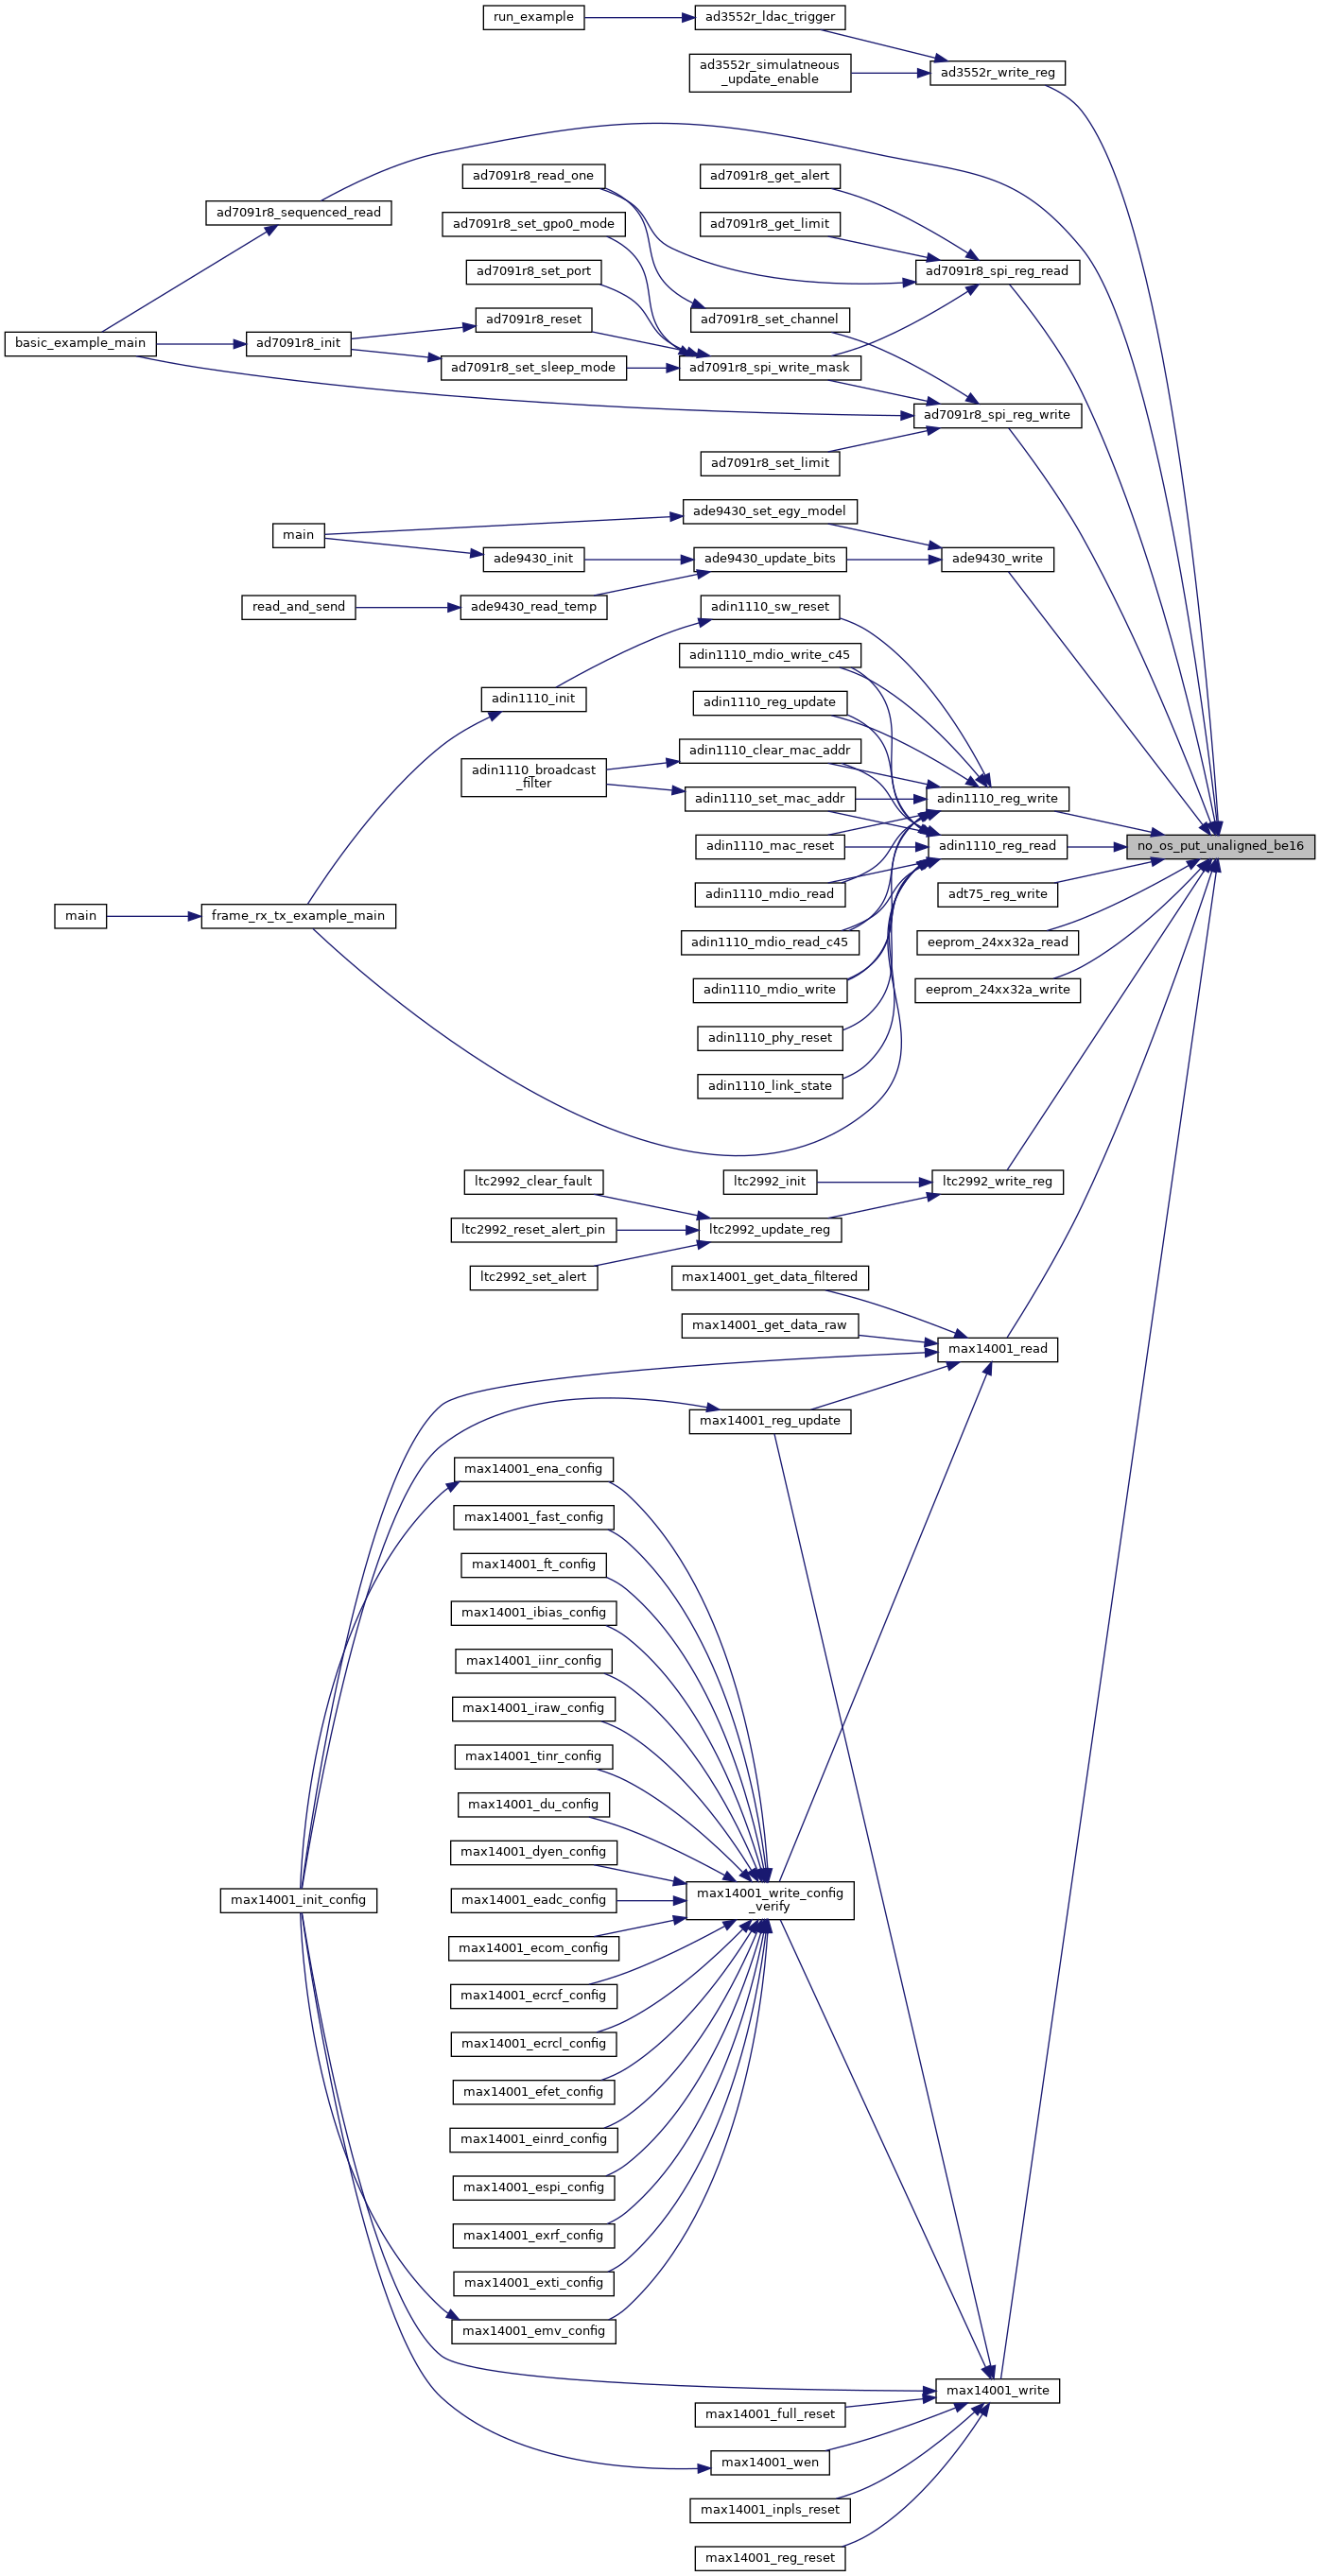 run_example
ad3552r_ldac_trigger
ad3552r_simulatneous
_update_enable
ad3552r_write_reg
ad7091r8_read_one
ad7091r8_get_alert
ad7091r8_sequenced_read
ad7091r8_set_gpo0_mode
ad7091r8_get_limit
ad7091r8_set_port
ad7091r8_spi_reg_read
ad7091r8_reset
ad7091r8_set_channel
basic_example_main
ad7091r8_init
ad7091r8_set_sleep_mode
ad7091r8_spi_write_mask
ad7091r8_spi_reg_write
ad7091r8_set_limit
ade9430_set_egy_model
main
ade9430_init
ade9430_update_bits
ade9430_write
read_and_send
ade9430_read_temp
adin1110_sw_reset
adin1110_mdio_write_c45
adin1110_init
adin1110_reg_update
adin1110_clear_mac_addr
adin1110_broadcast
_filter
adin1110_set_mac_addr
adin1110_reg_write
adin1110_mac_reset
adin1110_reg_read
no_os_put_unaligned_be16
adin1110_mdio_read
adt75_reg_write
main
frame_rx_tx_example_main
adin1110_mdio_read_c45
eeprom_24xx32a_read
adin1110_mdio_write
eeprom_24xx32a_write
adin1110_phy_reset
adin1110_link_state
ltc2992_clear_fault
ltc2992_init
ltc2992_write_reg
ltc2992_reset_alert_pin
ltc2992_update_reg
ltc2992_set_alert
max14001_get_data_filtered
max14001_get_data_raw
max14001_read
max14001_reg_update
max14001_ena_config
max14001_fast_config
max14001_ft_config
max14001_ibias_config
max14001_iinr_config
max14001_iraw_config
max14001_tinr_config
max14001_du_config
max14001_dyen_config
max14001_init_config
max14001_eadc_config
max14001_write_config
_verify
max14001_ecom_config
max14001_ecrcf_config
max14001_ecrcl_config
max14001_efet_config
max14001_einrd_config
max14001_espi_config
max14001_exrf_config
max14001_exti_config
max14001_emv_config
max14001_write
max14001_full_reset
max14001_wen
max14001_inpls_reset
max14001_reg_reset